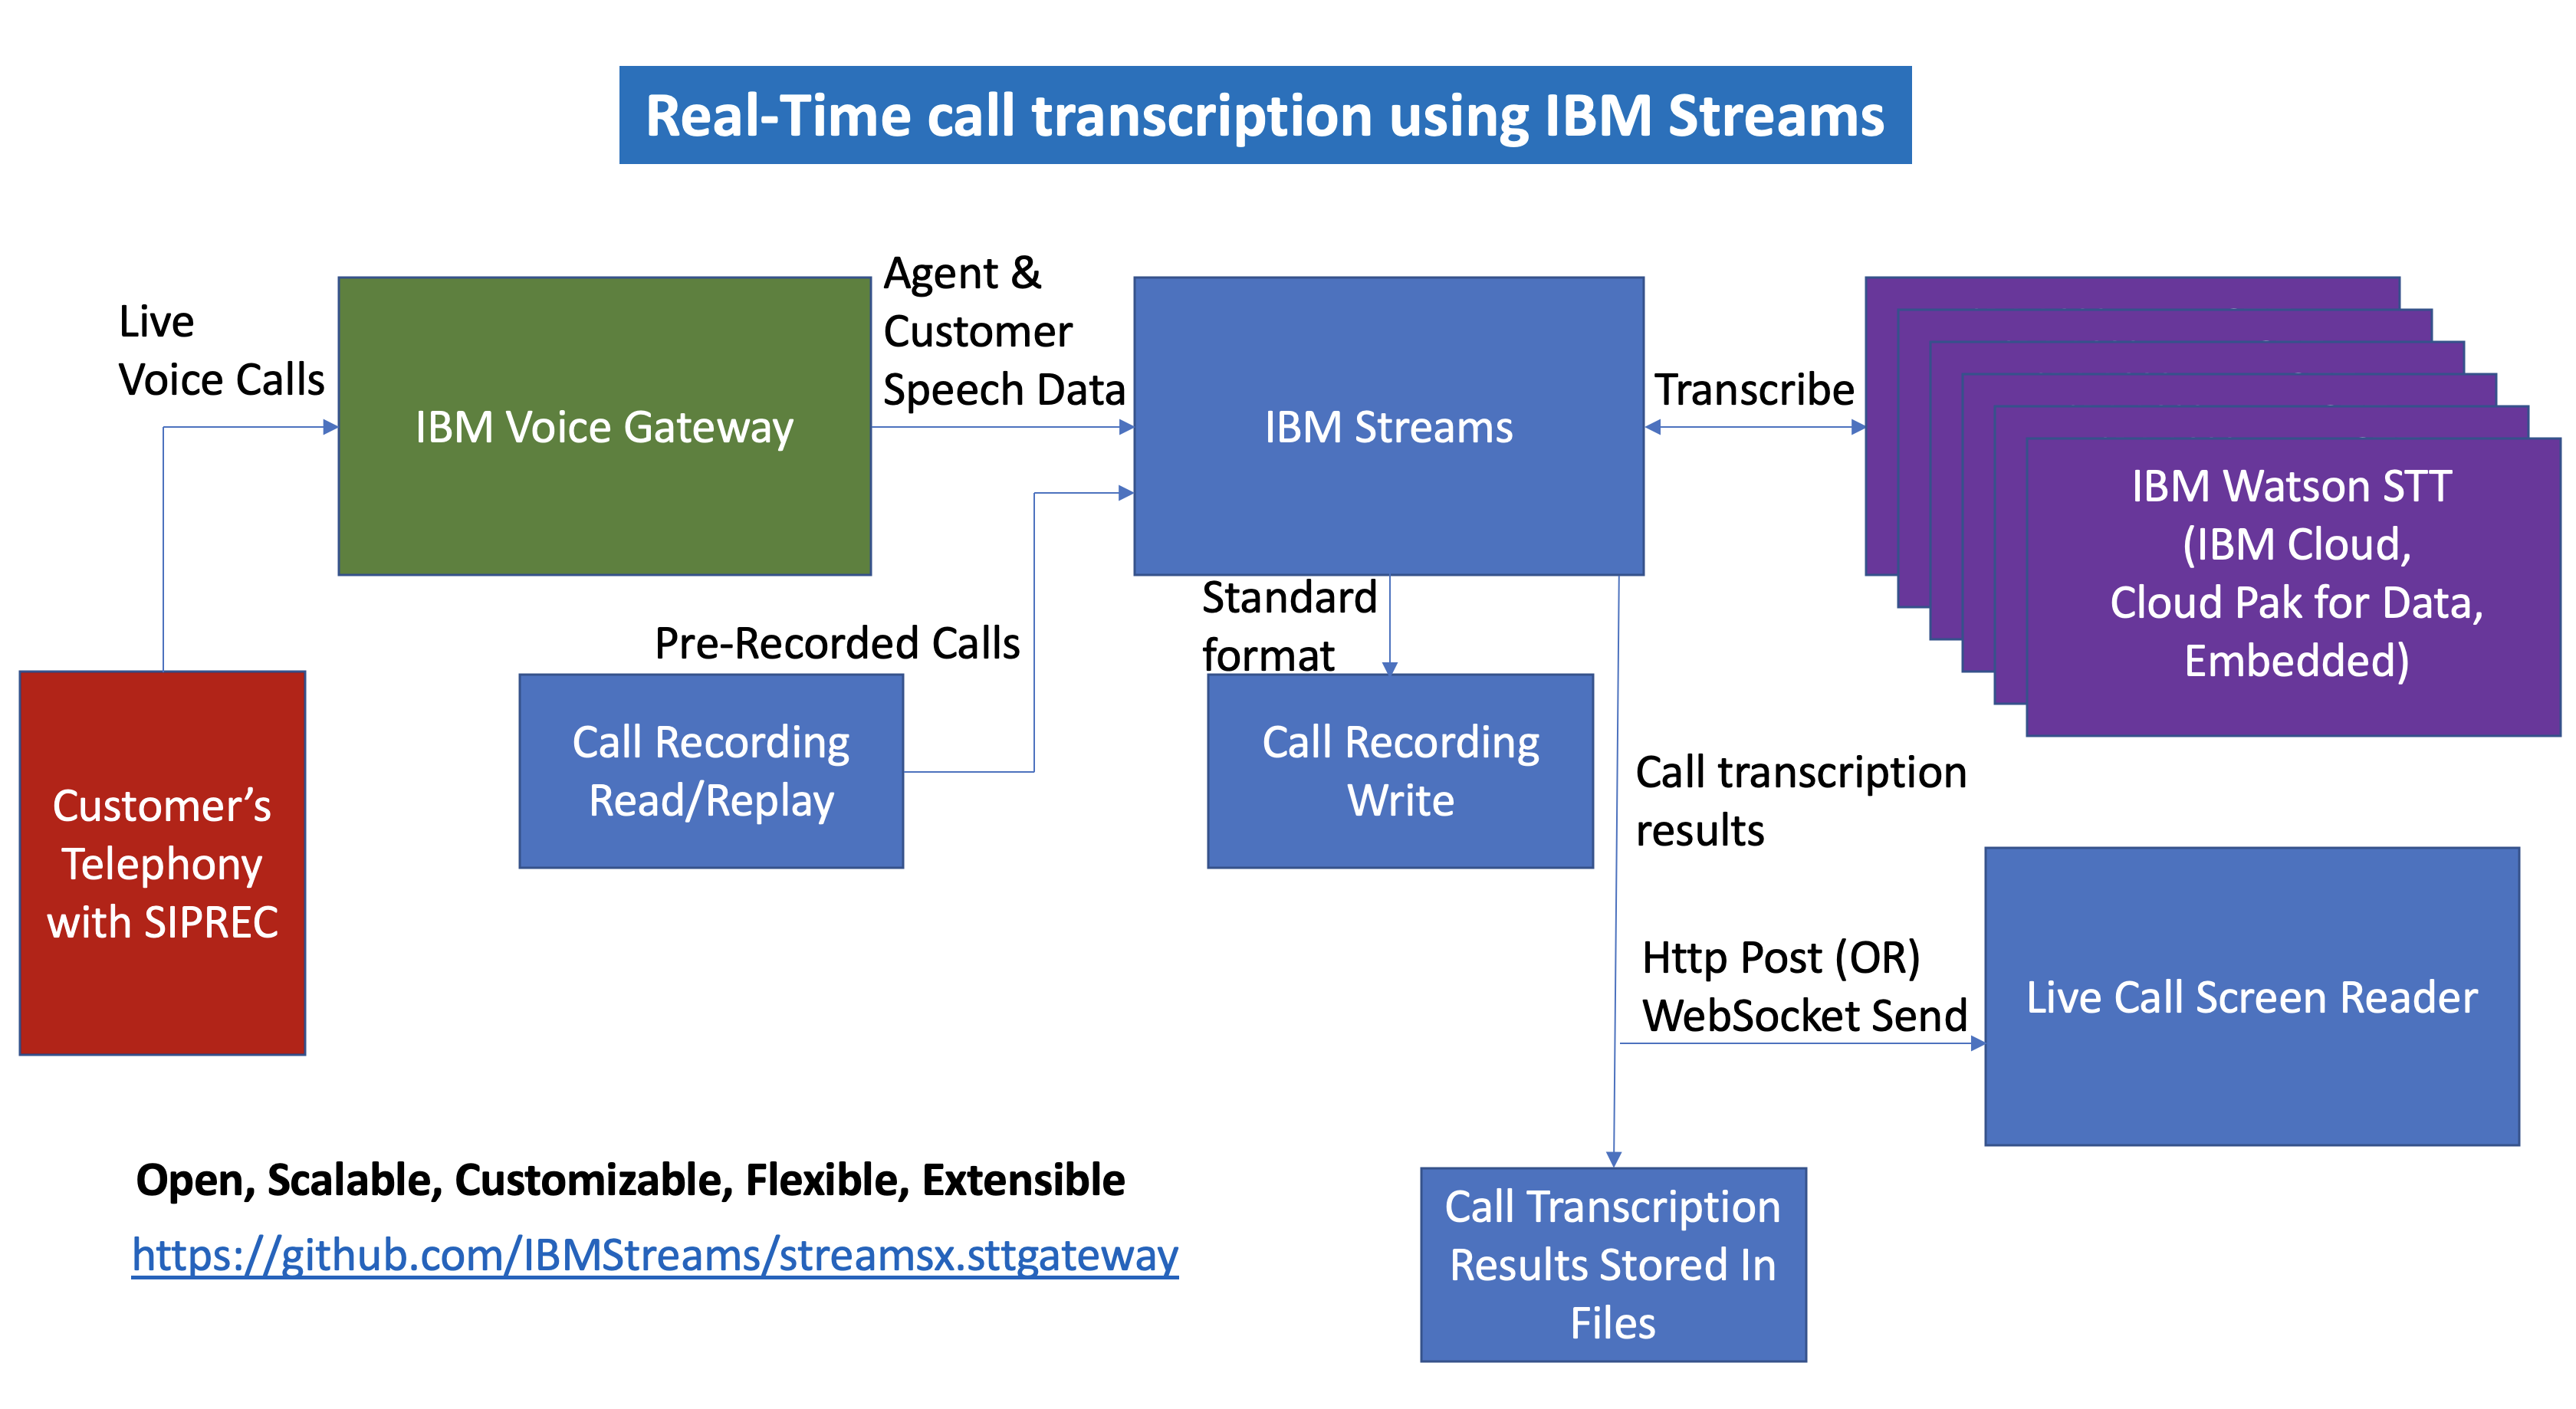 Real-Time call transcription using IBM Streams
Live
Voice Calls
IBM Voice Gateway
Agent &
Customer
Speech Data
IBM Streams
Transcribe
IBM Watson STT
(IBM Cloud,
Cloud Pak for Data,
Embedded)
Pre-Recorded Calls
Standard
format
Customer’s
Telephony
with SIPREC
Call Recording
Read/Replay
Call Recording
Write
Call transcription
results
Http Post (OR)
WebSocket Send
Live Call Screen Reader
Open, Scalable, Customizable, Flexible, Extensible
https://github.com/IBMStreams/streamsx.sttgateway
Call Transcription
Results Stored In
Files